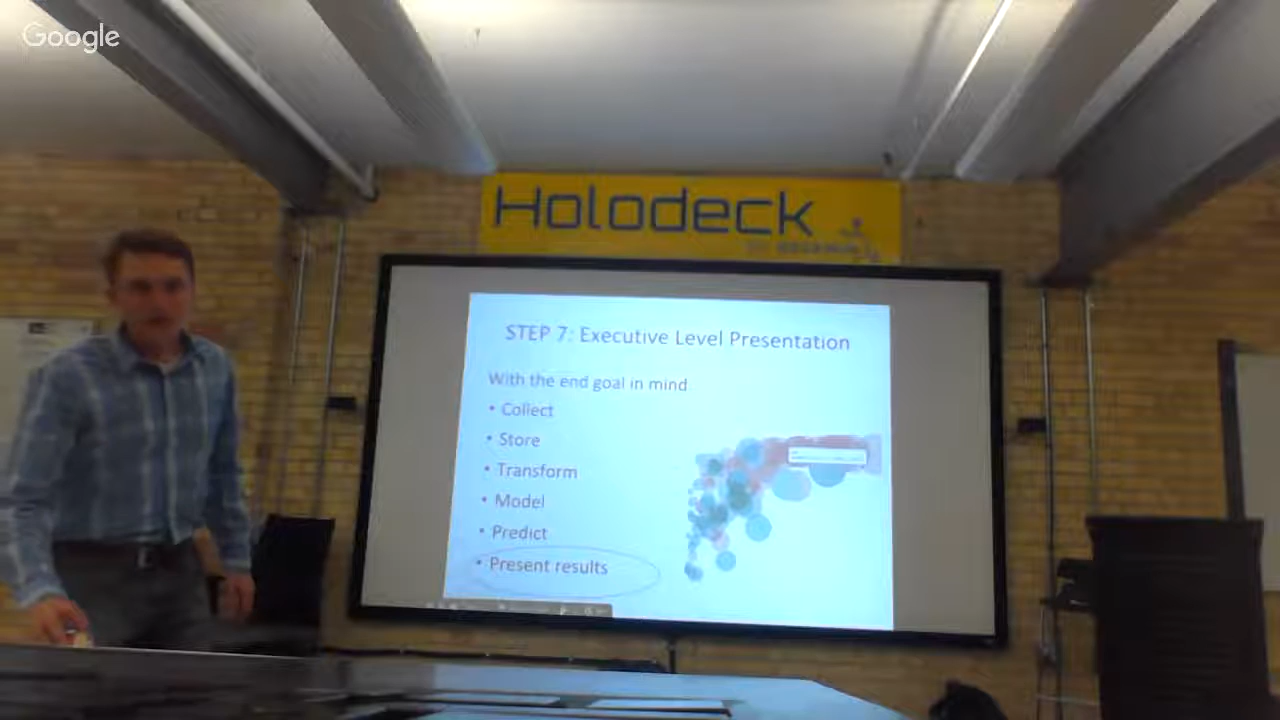 Google
Holodeck
STEP 7: Executive Level Presentation
With the end goal in mind
• Collect
• Store
• Transform
• Model
• Predict
• Present results